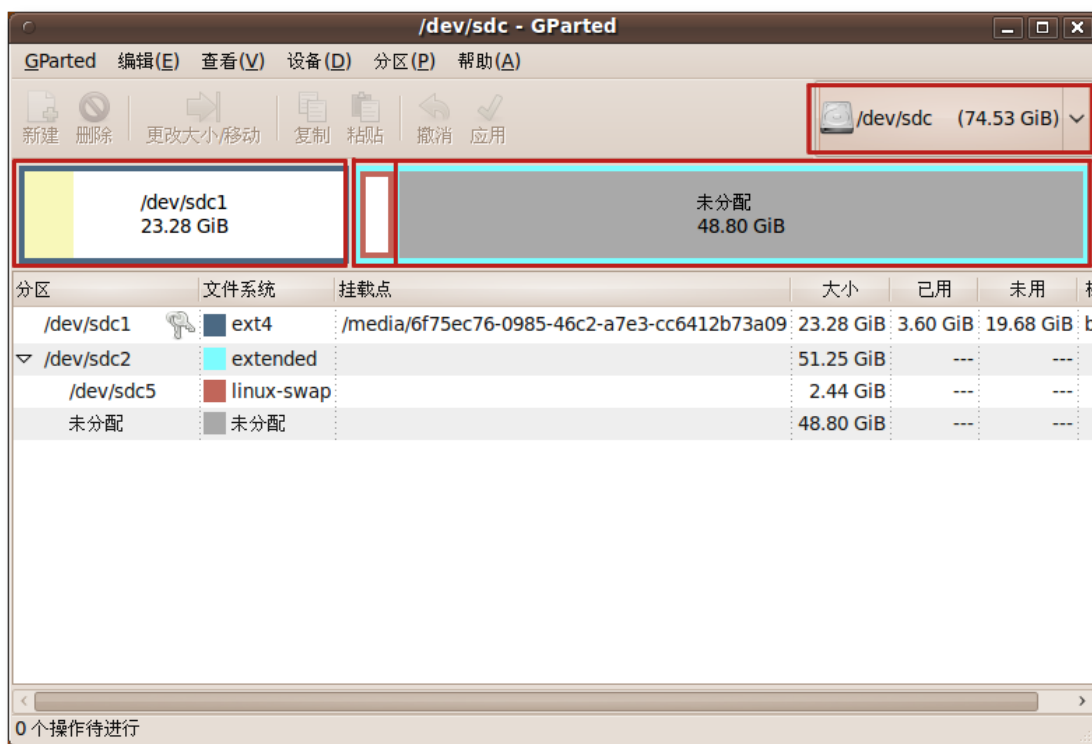 /dev/sdc - GParted
GParted 编辑(E) 查看(V) 设备(D) 分区(P) 帮助(A)
新建 删除 更改大小/移动 复制 粘贴 撤消 应用 /dev/sdc (74.53 GiB)
/dev/sdc1
23.28 GiB
未分配
48.80 GiB
分区 文件系统 挂载点 大小 已用 未用
/dev/sdc1 ext4 /media/6f75ec76-0985-46c2-a7e3-cc6412b73a09 23.28 GiB 3.60 GiB 19.68 GiB b
/dev/sdc2 extended 51.25 GiB --- ---
/dev/sdc5 linux-swap 2.44 GiB --- ---
未分配 未分配 48.80 GiB --- ---
0 个操作待进行